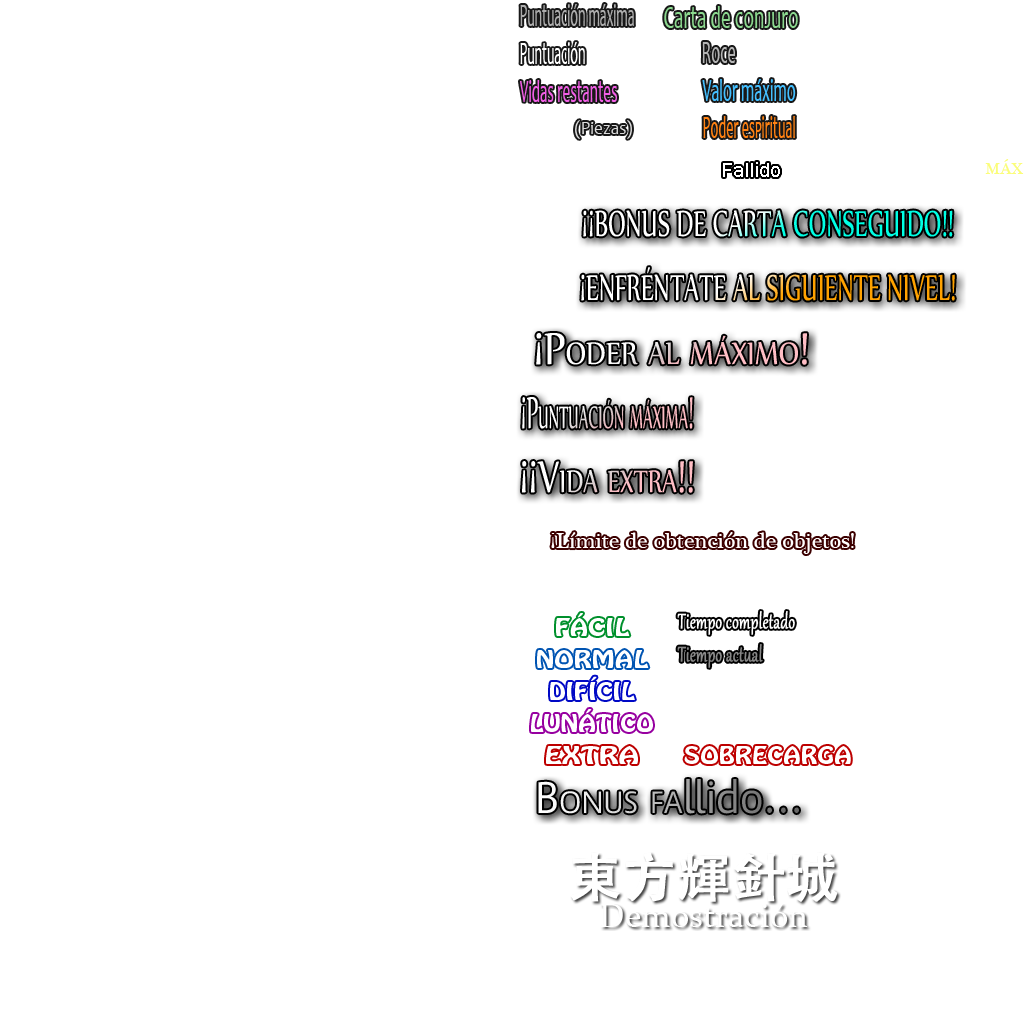 Puntuación máxima
Carta de conjuro
Puntuación
Roce
Vidas restantes
Valor máximo
(Piezas)
Poder espiritual
Fallido
MÁX
¡¡BONUS DE CARTA CONSEGUIDO!!
¡ENFRÉNTATE AL SIGUIENTE NIVEL!
¡PODER AL MÁXIMO!
¡PUNTUACIÓN MÁXIMA!
¡¡VIDA EXTRA!!
¡Límite de obtención de objetos!
FÁCIL
Tiempo completado
NORMAL
Tiempo actual
DIFÍCIL
LUNÁTICO
EXTRA
SOBRECARGA
BONUS FAllido...
東方輝針城
Demostración